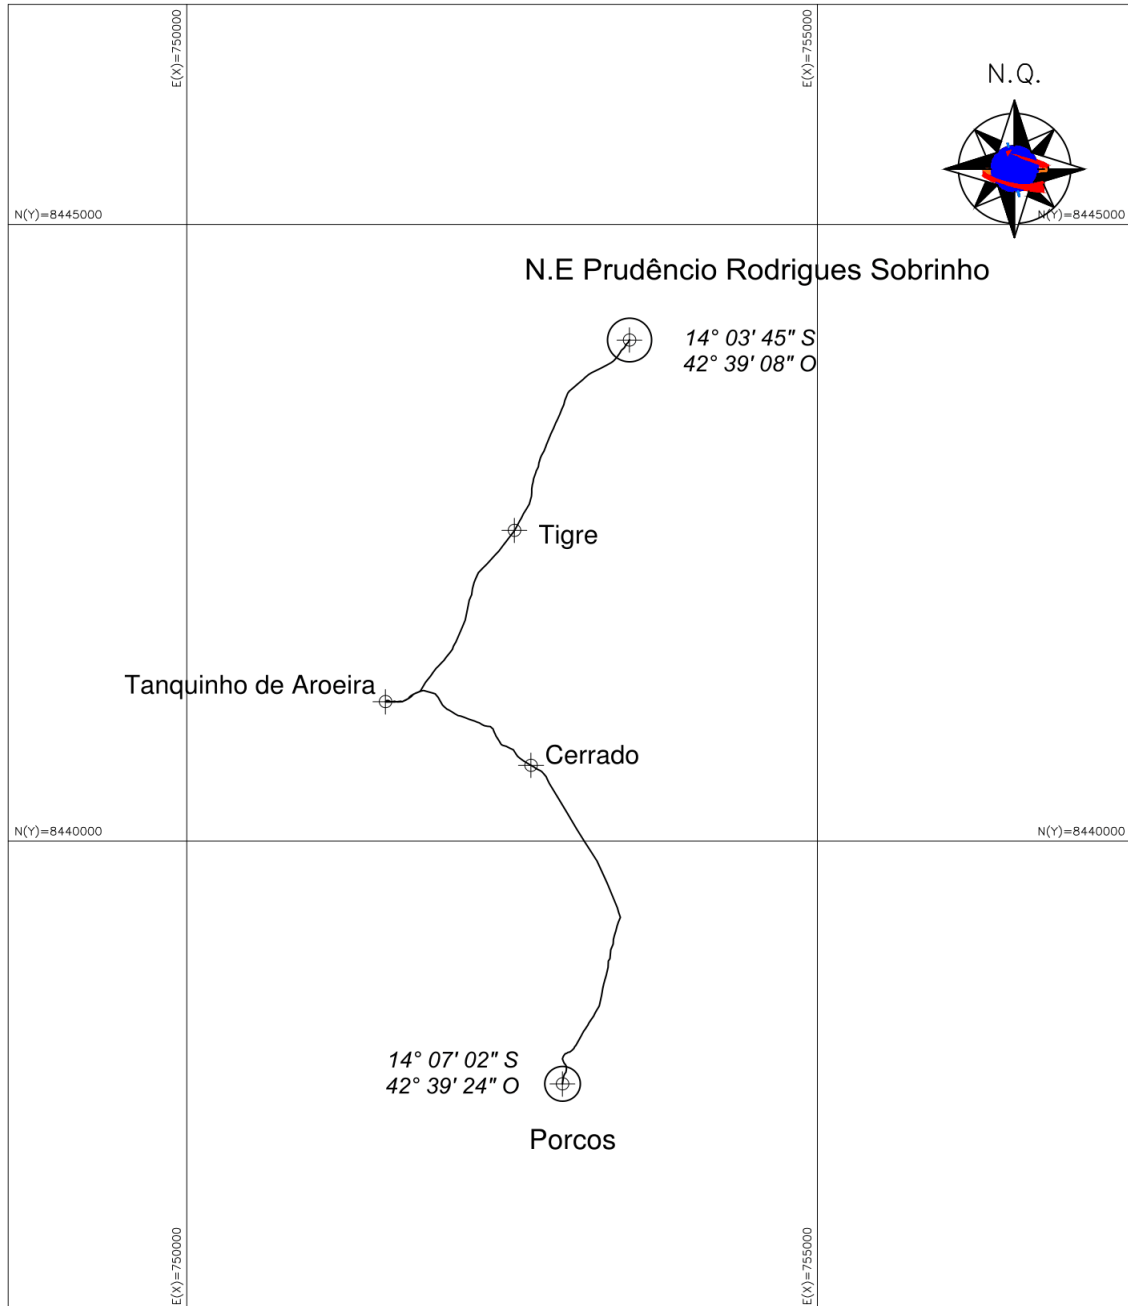 E(X)=750000
E(X)=755000
N.Q.
N(Y)=8445000
N(Y)=8445000
N.E Prudêncio Rodrigues Sobrinho
14° 03' 45" S
42° 39' 08" O
Tigre
Tanquinho de Aroeira
Cerrado
N(Y)=8440000
N(Y)=8440000
14° 07' 02" S
42° 39' 24" O
Porcos
E(X)=750000
E(X)=755000